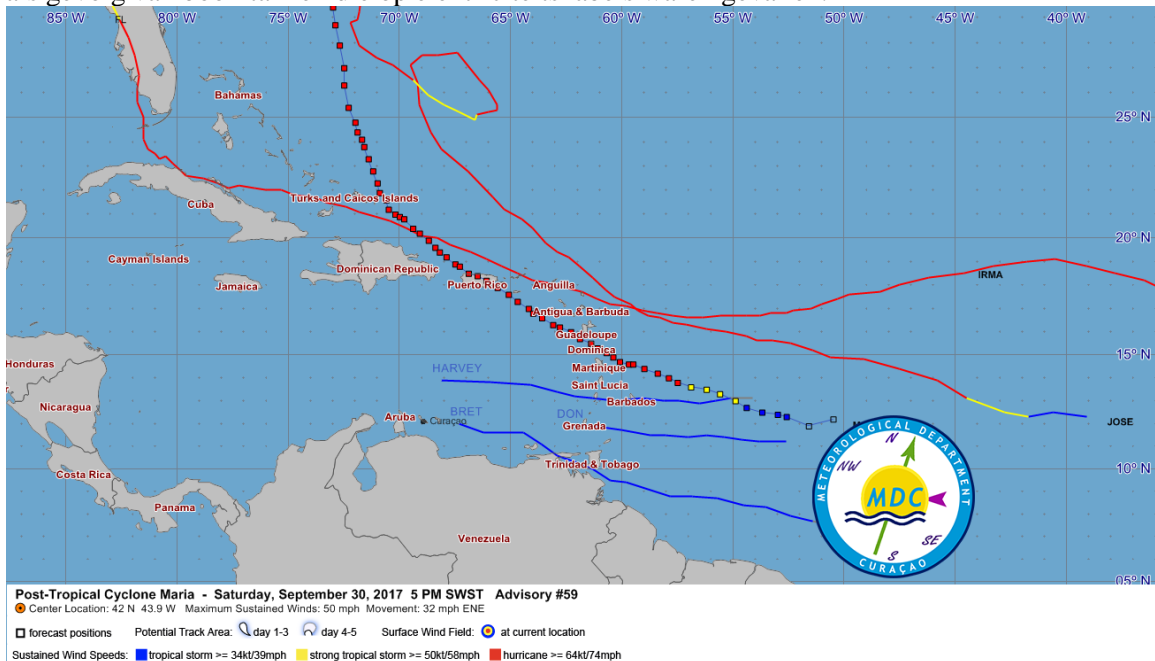 85° W 80° W 75° W 70° W 65° W 60° W 55° W 50° W 45° W 40° W
Bahamas
25° N
Turks and Caicos Islands
Cuba
20° N
Cayman Islands
Dominican Republic
IRMA
Jamaica
Puerto Rico
Anguilla
Antigua & Barbuda
Guadeloupe
Dominica
15° N
Honduras
HARVEY
Martinique
Saint Lucia
Nicaragua
BRET
DON
Barbados
Aruba
Curaçao
Grenada
JOSE
Costa Rica
Trinidad & Tobago
10° N
Panama
Venezuela
METEOROLOGICAL DEPARTMENT
N
NW
MDC
SE
S
CURAÇAO
05° N
Post-Tropical Cyclone Maria - Saturday, September 30, 2017 5 PM SWST Advisory #59
Center Location: 42 N 43.9 W Maximum Sustained Winds: 50 mph Movement: 32 mph ENE
forecast positions Potential Track Area: day 1-3 day 4-5 Surface Wind Field: at current location
Sustained Wind Speeds: tropical storm >= 34kt/39mph strong tropical storm >= 50kt/58mph hurricane >= 64kt/74mph